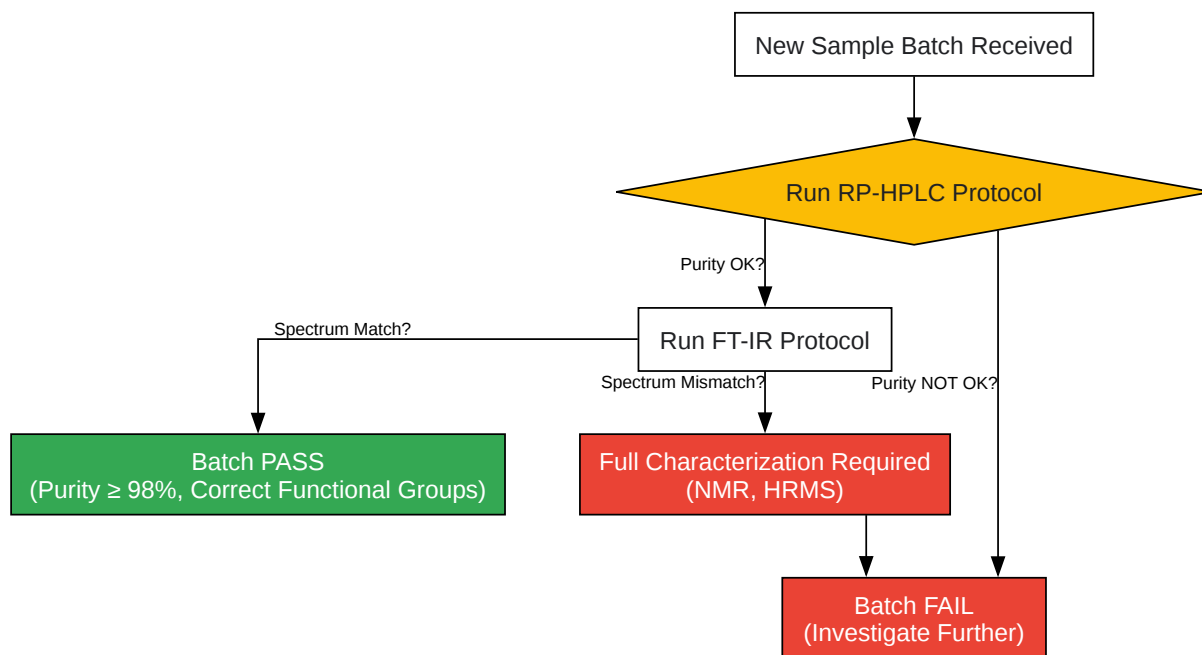 New Sample Batch Received
Run RP-HPLC Protocol
Purity OK?
Spectrum Match?
Run FT-IR Protocol
Spectrum Mismatch?
Purity NOT OK?
Batch PASS
(Purity ≥ 98%, Correct Functional Groups)
Full Characterization Required
(NMR, HRMS)
Batch FAIL
(Investigate Further)